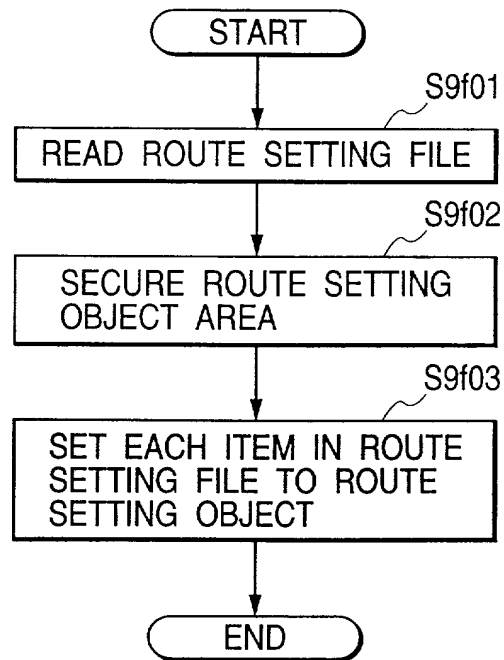 START
S9f01
READ ROUTE SETTING FILE
S9f02
SECURE ROUTE SETTING
OBJECT AREA
S9f03
SET EACH ITEM IN ROUTE
SETTING FILE TO ROUTE
SETTING OBJECT
END